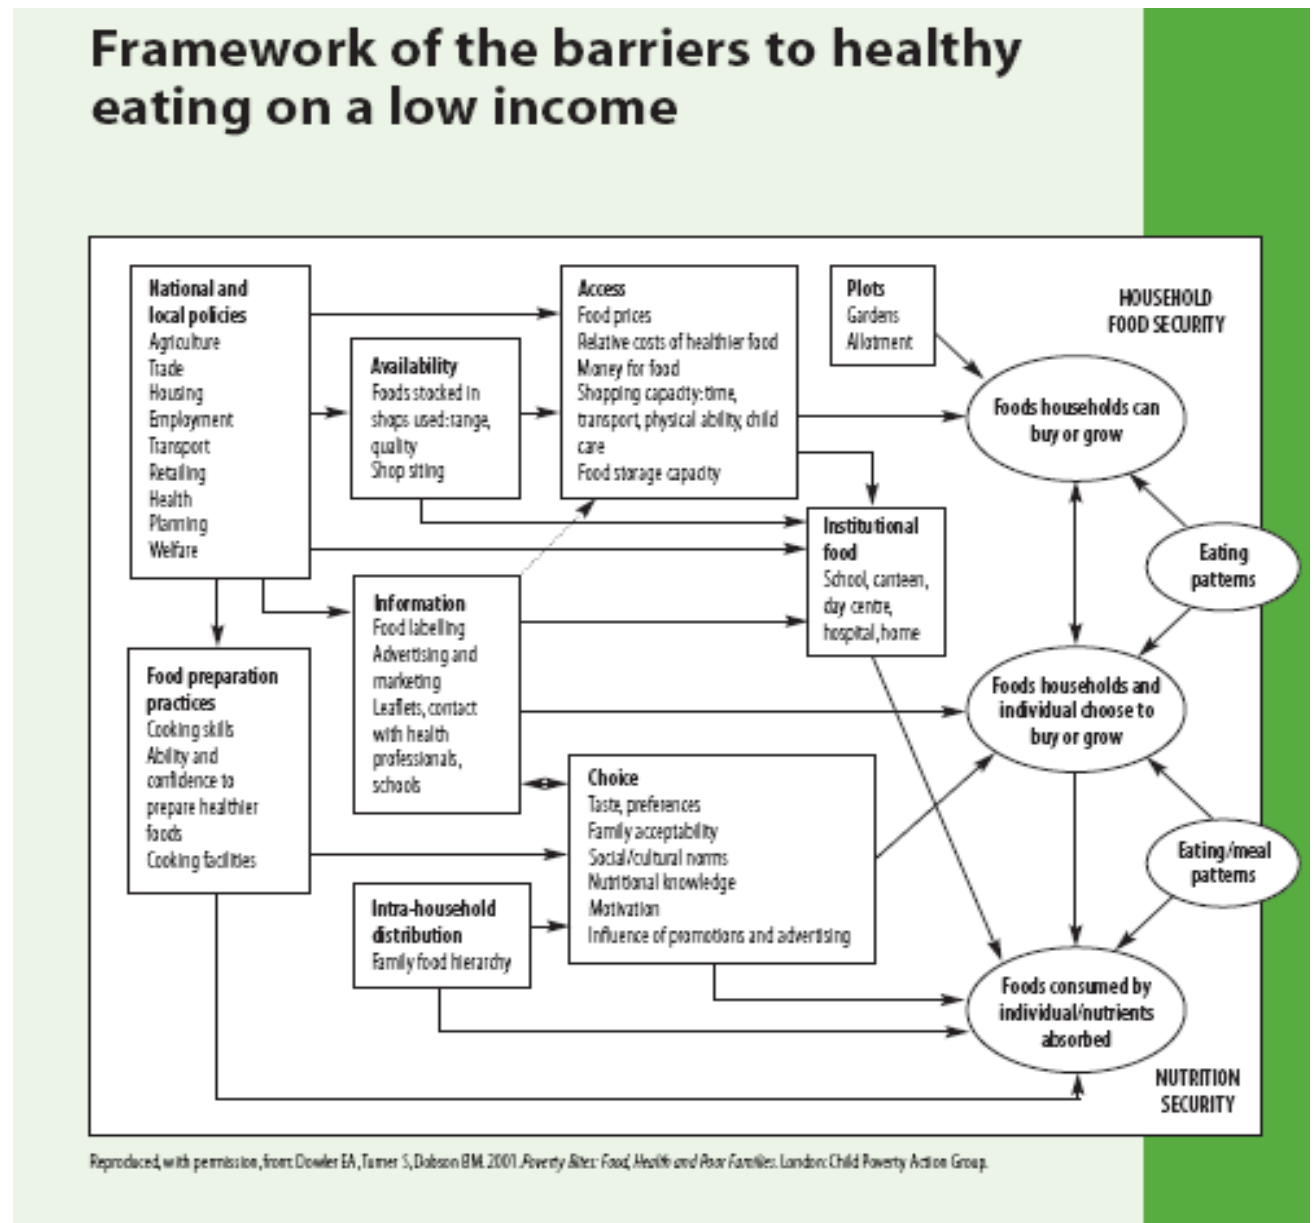 Framework of the barriers to healthy
eating on a low income
National and
local policies
Agriculture
Trade
Housing
Employment
Transport
Retailing
Health
Planning
Welfare
Availability
Foods stocked in
shops used: range,
quality
Shop siting
Access
Food prices
Relative costs of healthier food
Money for food
Shopping capacity: time,
transport, physical ability, child
care
Food storage capacity
Plots
Gardens
Allotment
HOUSEHOLD
FOOD SECURITY
Foods households can
buy or grow
Institutional
food
School, canteen,
day centre,
hospital, home
Eating
patterns
Information
Food labelling
Advertising and
marketing
Leaflets, contact
with health
professionals,
schools
Food preparation
practices
Cooking skills
Ability and
confidence to
prepare healthier
foods
Cooking facilities
Foods households and
individual choose to
buy or grow
Choice
Taste, preferences
Family acceptability
Social/cultural norms
Nutritional knowledge
Motivation
Influence of promotions and advertising
Eating/meal
patterns
Intra-household
distribution
Family food hierarchy
Foods consumed by
individual/nutrients
absorbed
NUTRITION
SECURITY
Reproduced, with permission, from: Dowler EA, Turner S, Dobson BM. 2001. Poverty Bites: Food, Health and Poor Families. London: Child Poverty Action Group.